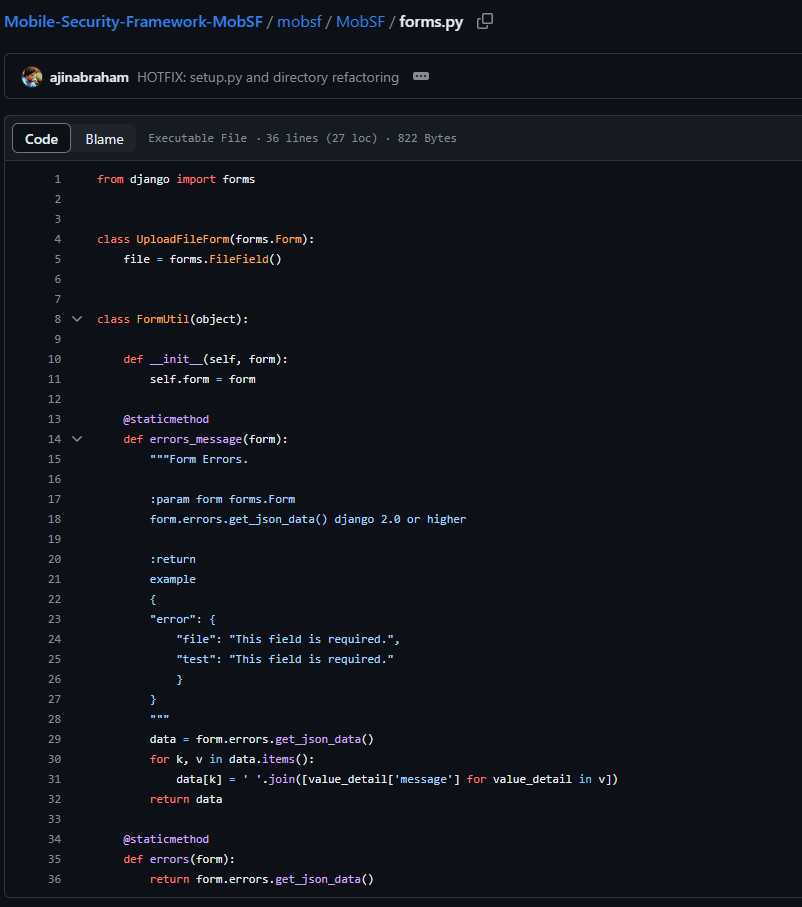 Mobile-Security-Framework-MobSF / mobsf / MobSF / forms.py
ajinabraham HOTFIX: setup.py and directory refactoring
Code Blame Executable File · 36 lines (27 loc) · 822 Bytes
1 from django import forms
2
3
4 class UploadFileForm(forms.Form):
5     file = forms.FileField()
6
7
8 class FormUtil(object):
9
10     def __init__(self, form):
11         self.form = form
12
13     @staticmethod
14     def errors_message(form):
15         """Form Errors.
16
17         :param form forms.Form
18         form.errors.get_json_data() django 2.0 or higher
19
20         :return
21         example
22         {
23         "error": {
24             "file": "This field is required.",
25             "test": "This field is required."
26             }
27         }
28         """
29         data = form.errors.get_json_data()
30         for k, v in data.items():
31             data[k] = ' '.join([value_detail['message'] for value_detail in v])
32         return data
33
34     @staticmethod
35     def errors(form):
36         return form.errors.get_json_data()